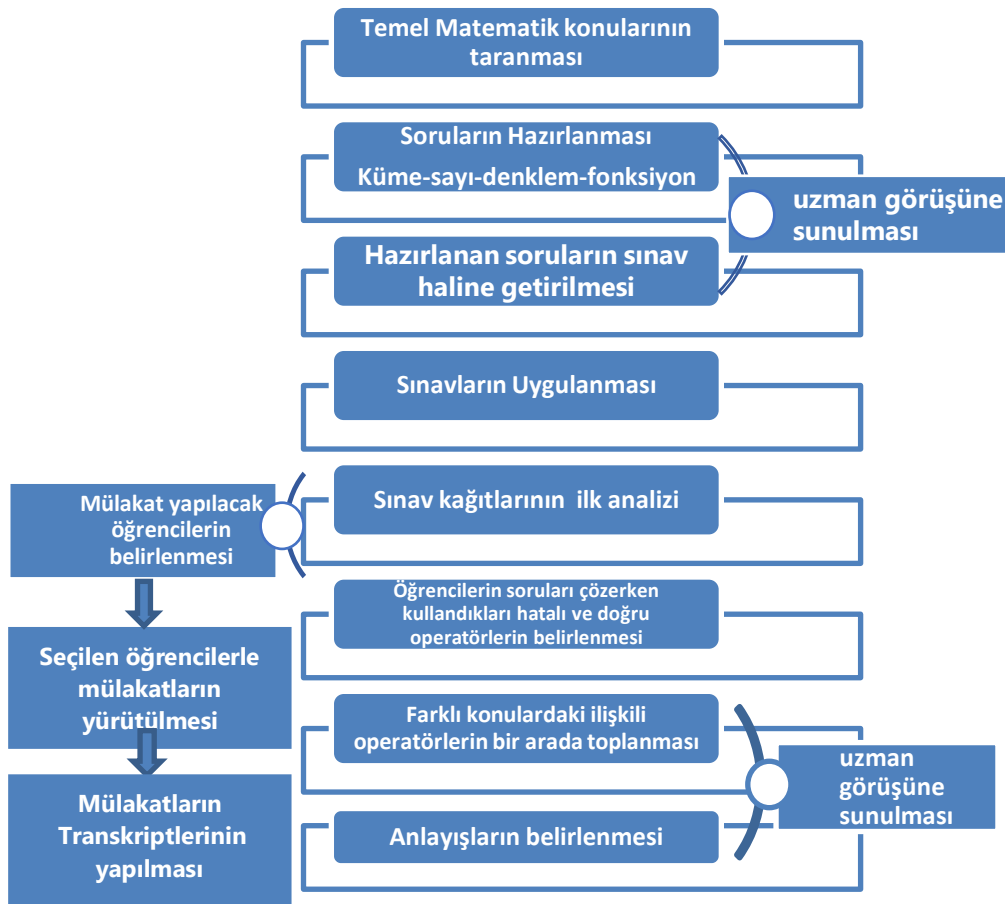 Temel Matematik konularının
taranması
Soruların Hazırlanması
Küme-sayı-denklem-fonksiyon
uzman görüşüne
sunulması
Hazırlanan soruların sınav
haline getirilmesi
Sınavların Uygulanması
Sınav kağıtlarının ilk analizi
Mülakat yapılacak
öğrencilerin
belirlenmesi
Öğrencilerin soruları çözerken
kullandıkları hatalı ve doğru
operatörlerin belirlenmesi
Seçilen öğrencilerle
mülakatların
yürütülmesi
Farklı konulardaki ilişkili
operatörlerin bir arada toplanması
uzman
görüşüne
sunulması
Mülakatların
Transkriptlerinin
yapılması
Anlayışların belirlenmesi